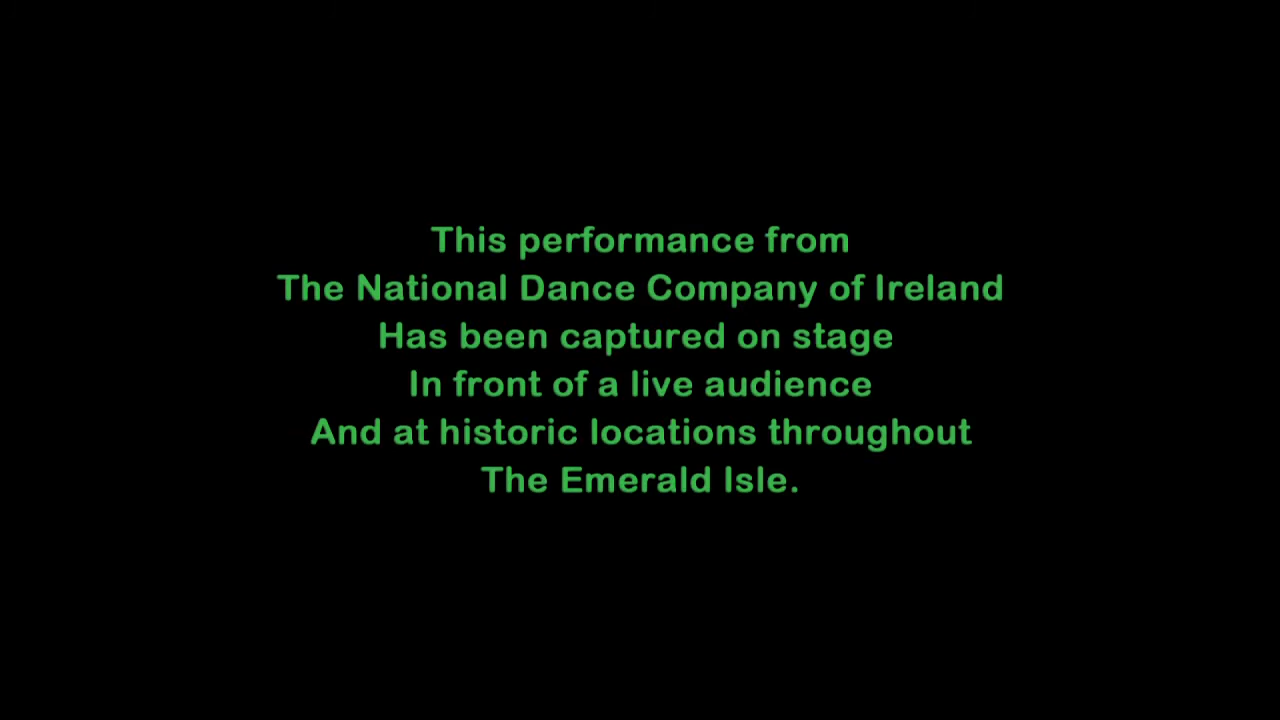 This performance from
The National Dance Company of Ireland
Has been captured on stage
In front of a live audience
And at historic locations throughout
The Emerald Isle.